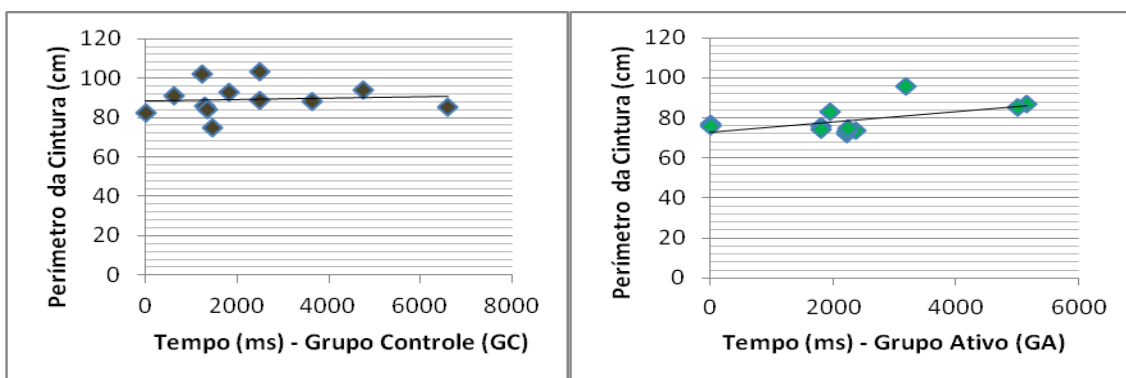 Perímetro da Cintura (cm)
120
100
80
60
40
20
0
0 2000 4000 6000 8000
Tempo (ms) - Grupo Controle (GC)
Perímetro da Cintura (cm)
120
100
80
60
40
20
0
0 2000 4000 6000
Tempo (ms) - Grupo Ativo (GA)